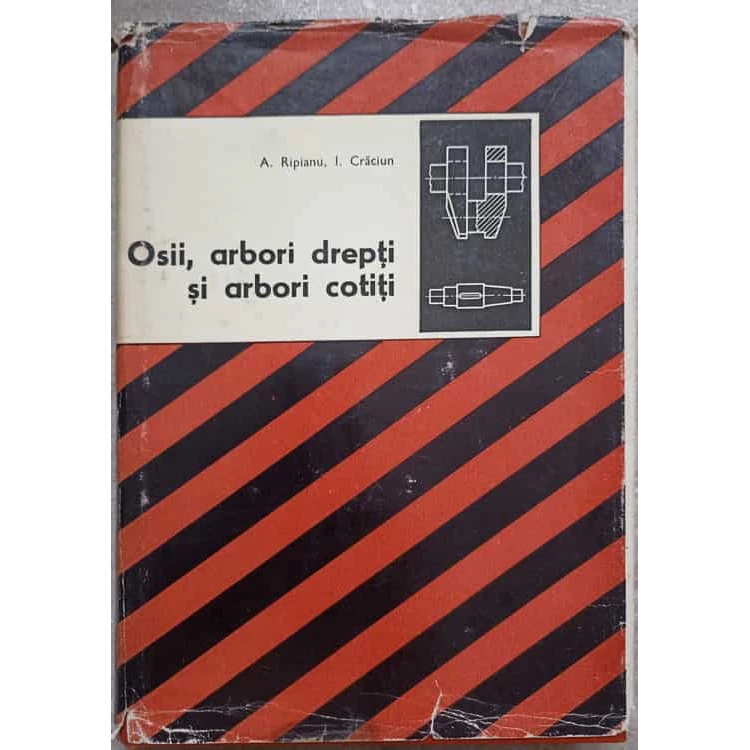 A. Ripianu, I. Crăciun
Osii, arbori drepți
și arbori cotiți